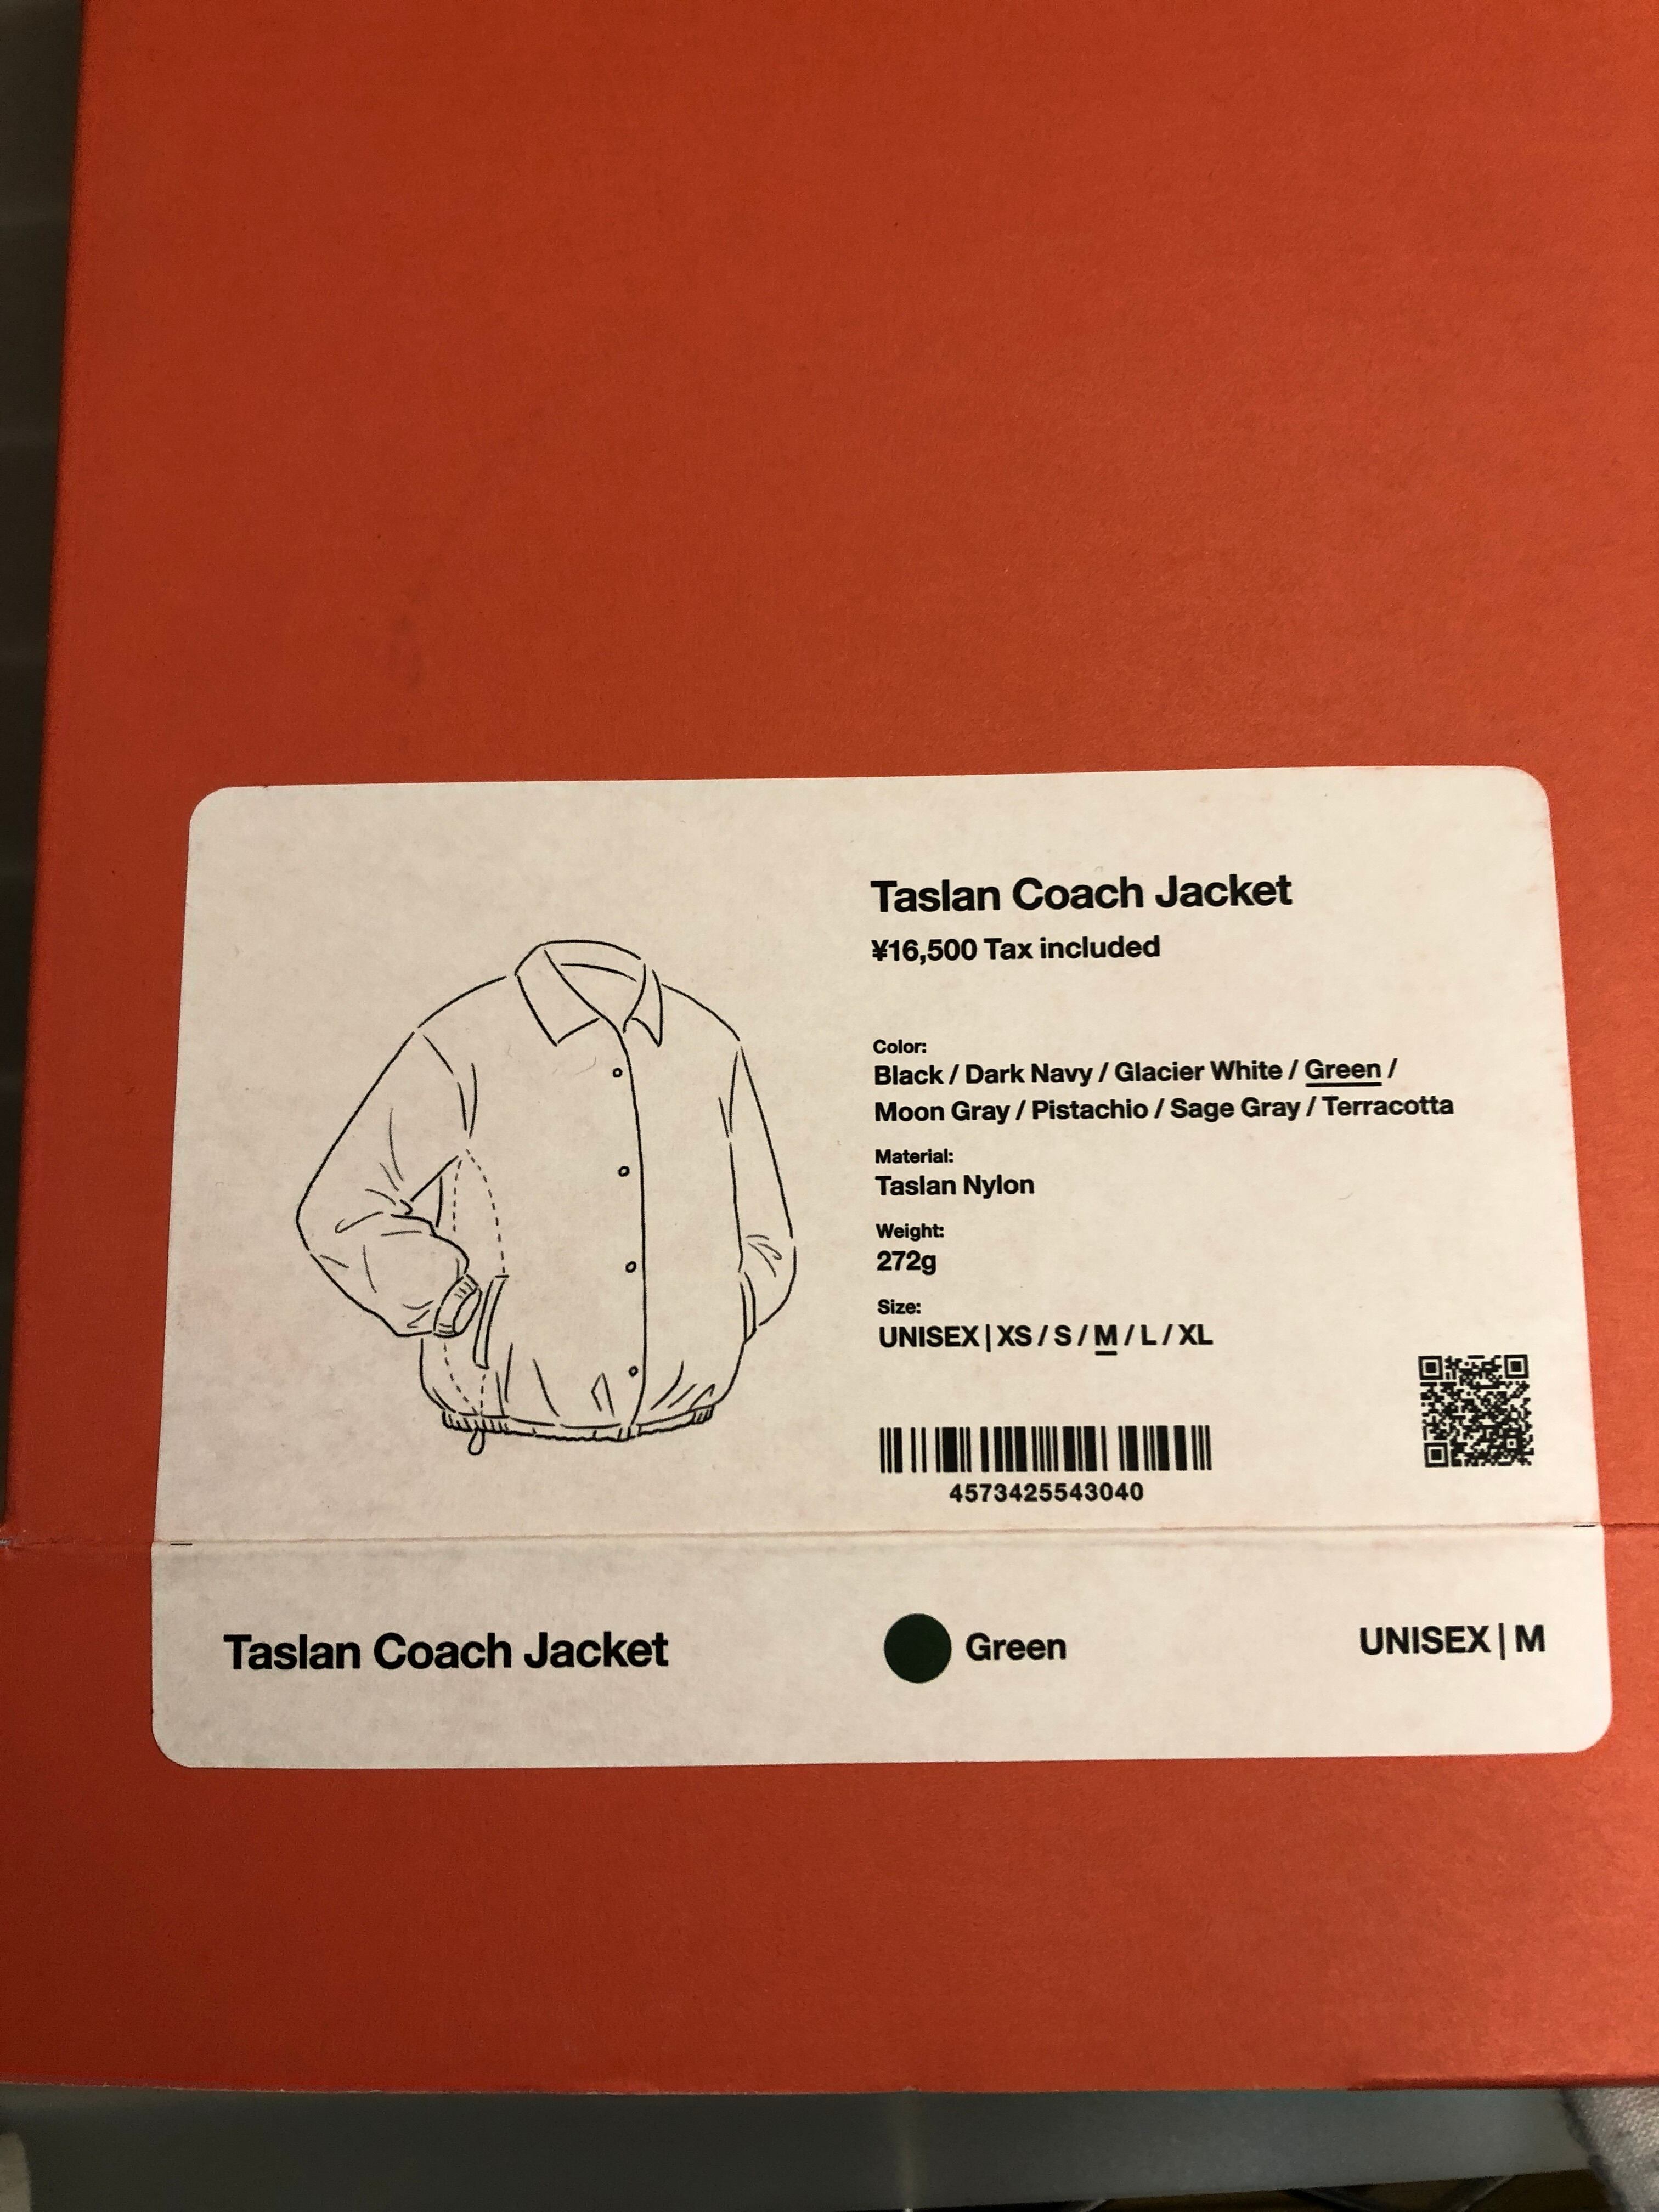 Taslan Coach Jacket
¥16,500 Tax included
Color:
Black / Dark Navy / Glacier White / Green /
Moon Gray / Pistachio / Sage Gray / Terracotta
Material:
Taslan Nylon
Weight:
272g
Size:
UNISEX | XS / S / M / L / XL
4573425543040
Taslan Coach Jacket
Green
UNISEX | M